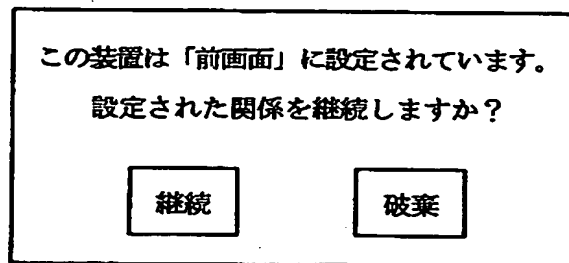 この装置は「前画面」に設定されています。
設定された関係を継続しますか？
継続
破棄